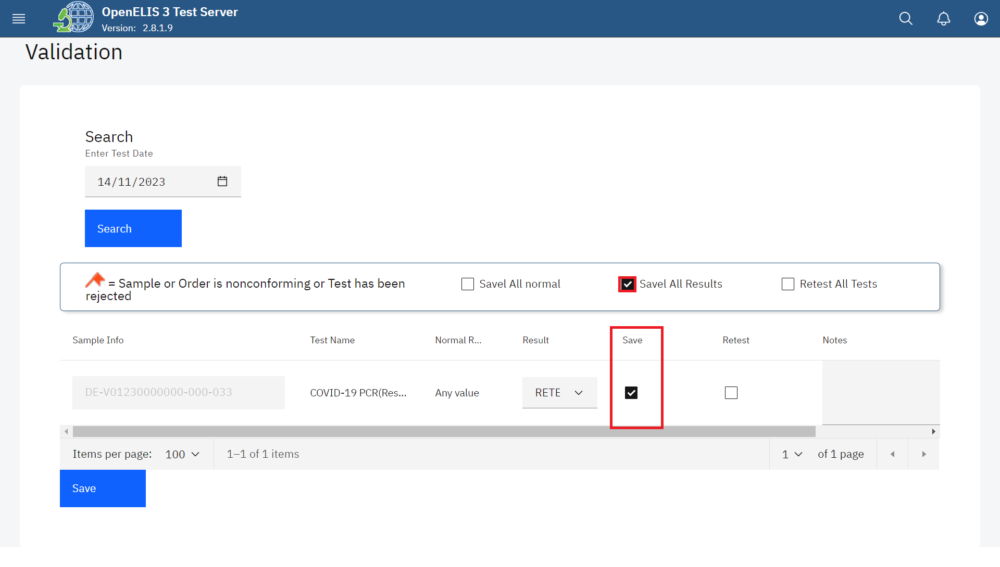 OpenELIS 3 Test Server
Version: 2.8.1.9
Validation
Search
Enter Test Date
14/11/2023
Search
= Sample or Order is nonconforming or Test has been
rejected
Savel All normal
Savel All Results
Retest All Tests
Sample Info Test Name Normal R... Result Save Retest Notes
DE-V01230000000-000-033 COVID-19 PCR(Res... Any value RETE
Items per page: 100 1–1 of 1 items 1 of 1 page
Save